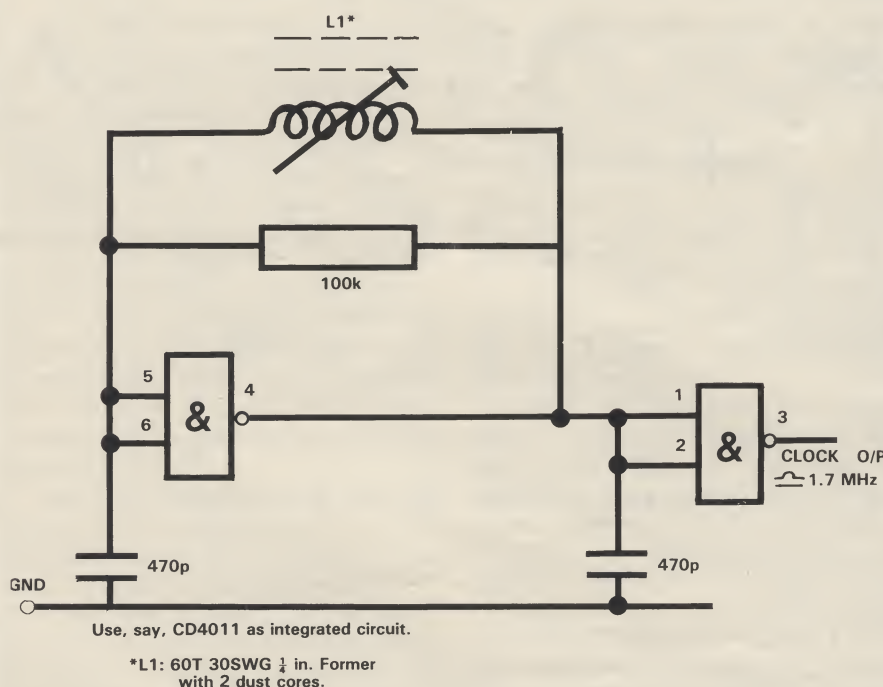 L1*
100k
5
4
6
&
1
2
3
&
CLOCK O/P
≏ 1.7 MHz
470p
470p
GND
Use, say, CD4011 as integrated circuit.
*L1: 60T 30SWG ¼ in. Former
with 2 dust cores.